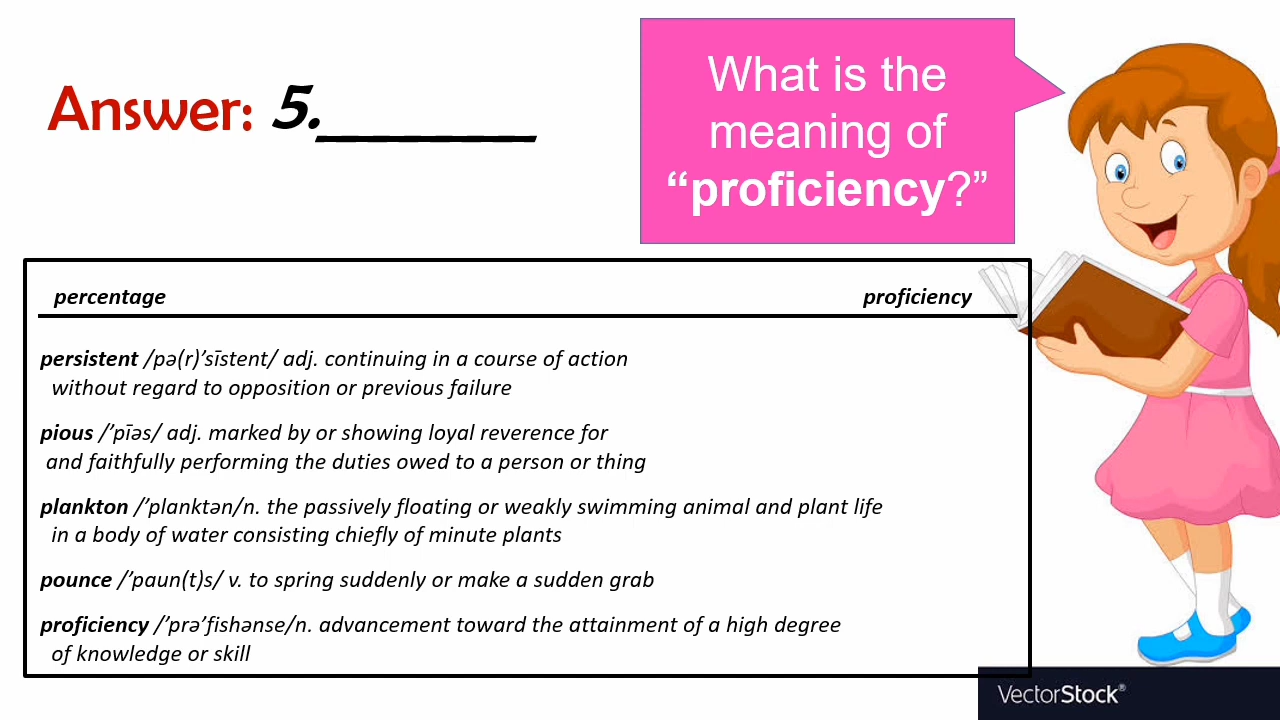 Answer: 5.________
What is the
meaning of
“proficiency?”
percentage proficiency
persistent /pə(r)’sīstent/ adj. continuing in a course of action
without regard to opposition or previous failure
pious /’pīəs/ adj. marked by or showing loyal reverence for
and faithfully performing the duties owed to a person or thing
plankton /’planktən/n. the passively floating or weakly swimming animal and plant life
in a body of water consisting chiefly of minute plants
pounce /’paun(t)s/ v. to spring suddenly or make a sudden grab
proficiency /’prə’fishənse/n. advancement toward the attainment of a high degree
of knowledge or skill
VectorStock®